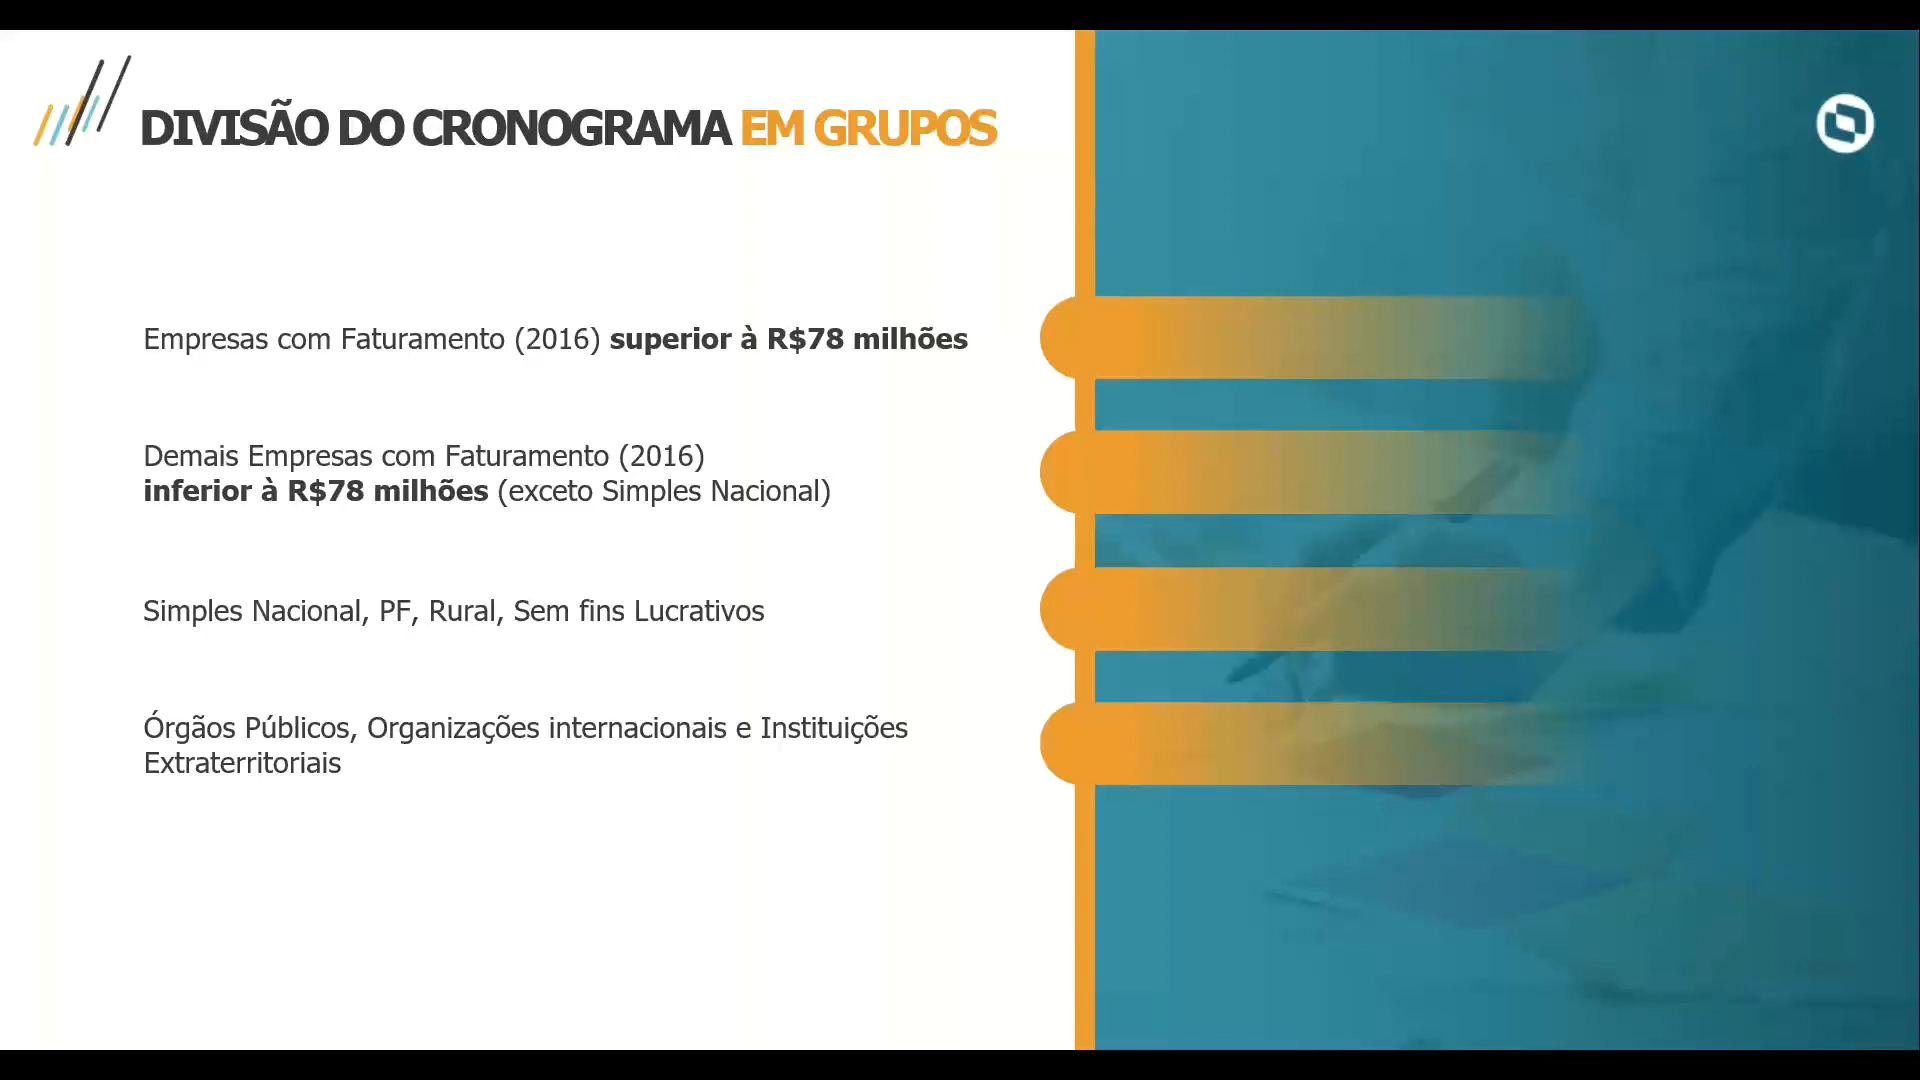 DIVISÃO DO CRONOGRAMA EM GRUPOS
Empresas com Faturamento (2016) superior à R$78 milhões
Demais Empresas com Faturamento (2016)
inferior à R$78 milhões (exceto Simples Nacional)
Simples Nacional, PF, Rural, Sem fins Lucrativos
Órgãos Públicos, Organizações internacionais e Instituições
Extraterritoriais